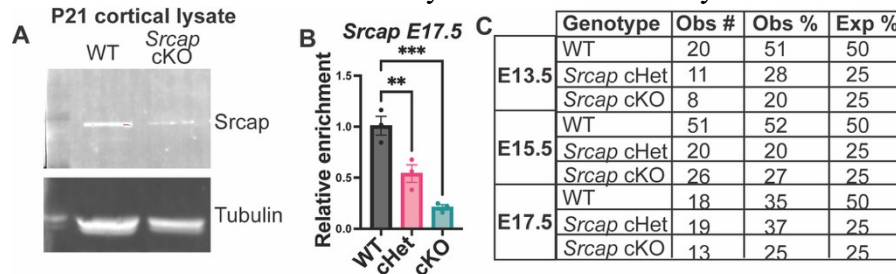 A
P21 cortical lysate
WT
Srcap
cKO
Srcap
Tubulin
B
Srcap E17.5
***
**
Relative enrichment
1.5
1.0
0.5
0.0
WT
cHet
cKO
C
Genotype Obs # Obs % Exp %
E13.5
WT 20 51 50
Srcap cHet 11 28 25
Srcap cKO 8 20 25
E15.5
WT 51 52 50
Srcap cHet 20 20 25
Srcap cKO 26 27 25
E17.5
WT 18 35 50
Srcap cHet 19 37 25
Srcap cKO 13 25 25